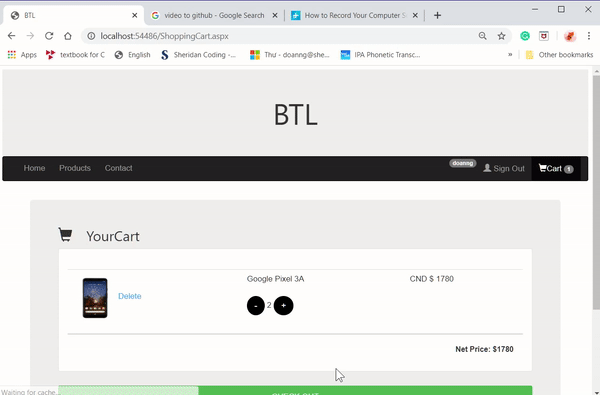 BTL
video to github - Google Search
How to Record Your Computer S
localhost:54486/ShoppingCart.aspx
Apps
textbook for C
English
Sheridan Coding -...
Thu - doanng@she...
IPA Phonetic Transc...
»
Other bookmarks
BTL
Home
Products
Contact
doanng
Sign Out
Cart 1
YourCart
Google Pixel 3A
CND $ 1780
Delete
- 2 +
Net Price: $1780
Waiting for cache...